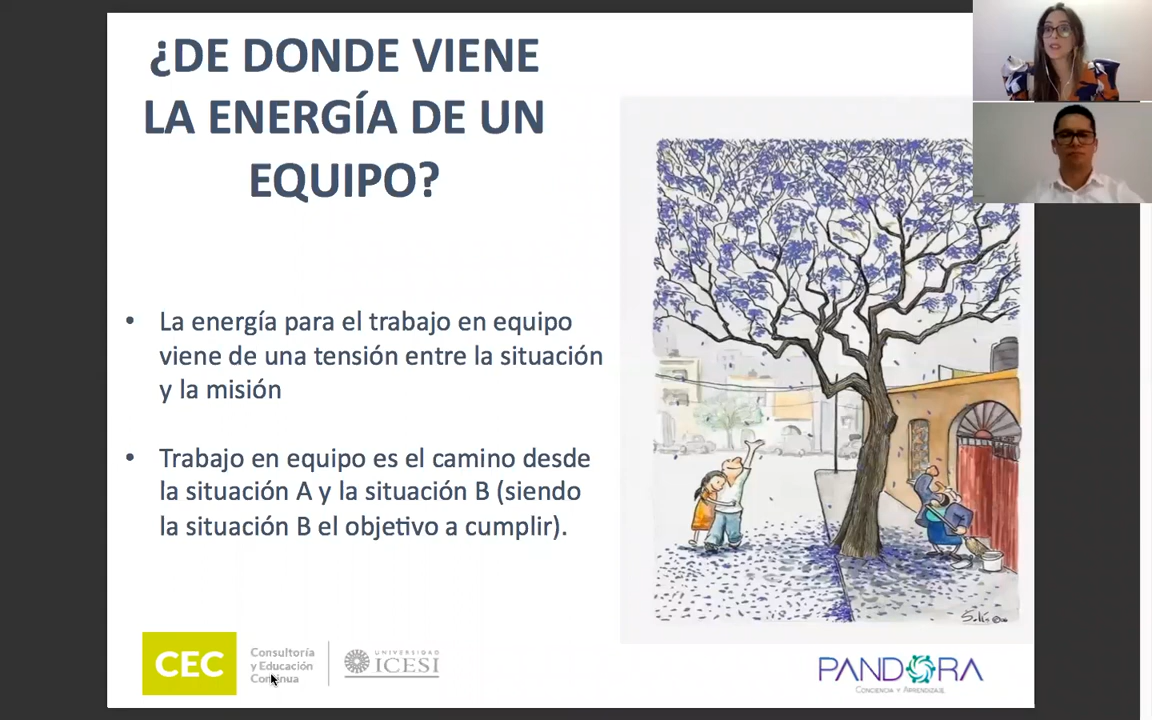 ¿DE DONDE VIENE
LA ENERGÍA DE UN
EQUIPO?
• La energía para el trabajo en equipo
viene de una tensión entre la situación
y la misión
• Trabajo en equipo es el camino desde
la situación A y la situación B (siendo
la situación B el objetivo a cumplir).
CEC
Consultoría
y Educación
Continua
UNIVERSIDAD
ICESI
PANDORA
CONCIENCIA Y APRENDIZAJE